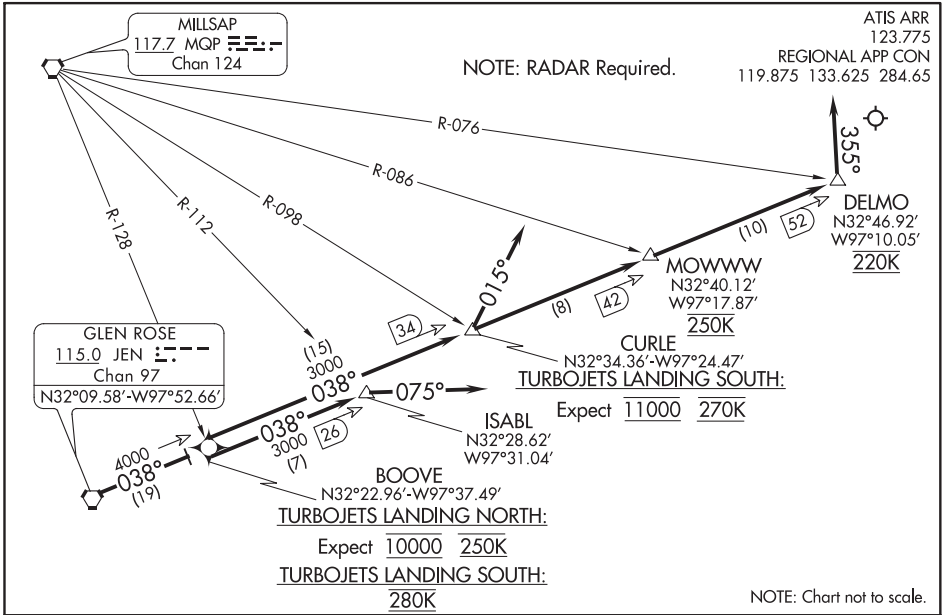 MILLSAP
117.7 MQP
Chan 124
ATIS ARR
123.775
REGIONAL APP CON
119.875 133.625 284.65
NOTE: RADAR Required.
R-076
R-086
R-098
R-112
R-128
355°
DELMO
N32°46.92'
W97°10.05'
220K
(10)
52
MOWWW
N32°40.12'
W97°17.87'
250K
(8)
42
015°
CURLE
N32°34.36'-W97°24.47'
TURBOJETS LANDING SOUTH:
Expect 11000 270K
34
(15)
3000
038°
GLEN ROSE
115.0 JEN
Chan 97
N32°09.58'-W97°52.66'
075°
ISABL
N32°28.62'
W97°31.04'
038°
3000
26
(7)
4000
038°
(19)
BOOVE
N32°22.96'-W97°37.49'
TURBOJETS LANDING NORTH:
Expect 10000 250K
TURBOJETS LANDING SOUTH:
280K
NOTE: Chart not to scale.